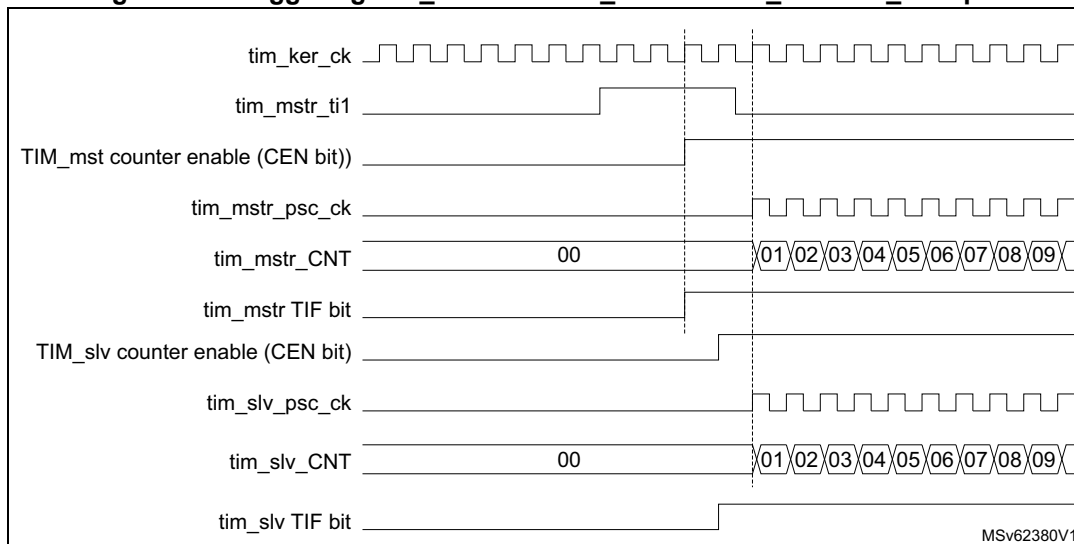 tim_ker_ck
tim_mstr_ti1
TIM_mst counter enable (CEN bit))
tim_mstr_psc_ck
tim_mstr_CNT 00 01 02 03 04 05 06 07 08 09
tim_mstr TIF bit
TIM_slv counter enable (CEN bit)
tim_slv_psc_ck
tim_slv_CNT 00 01 02 03 04 05 06 07 08 09
tim_slv TIF bit
MSv62380V1